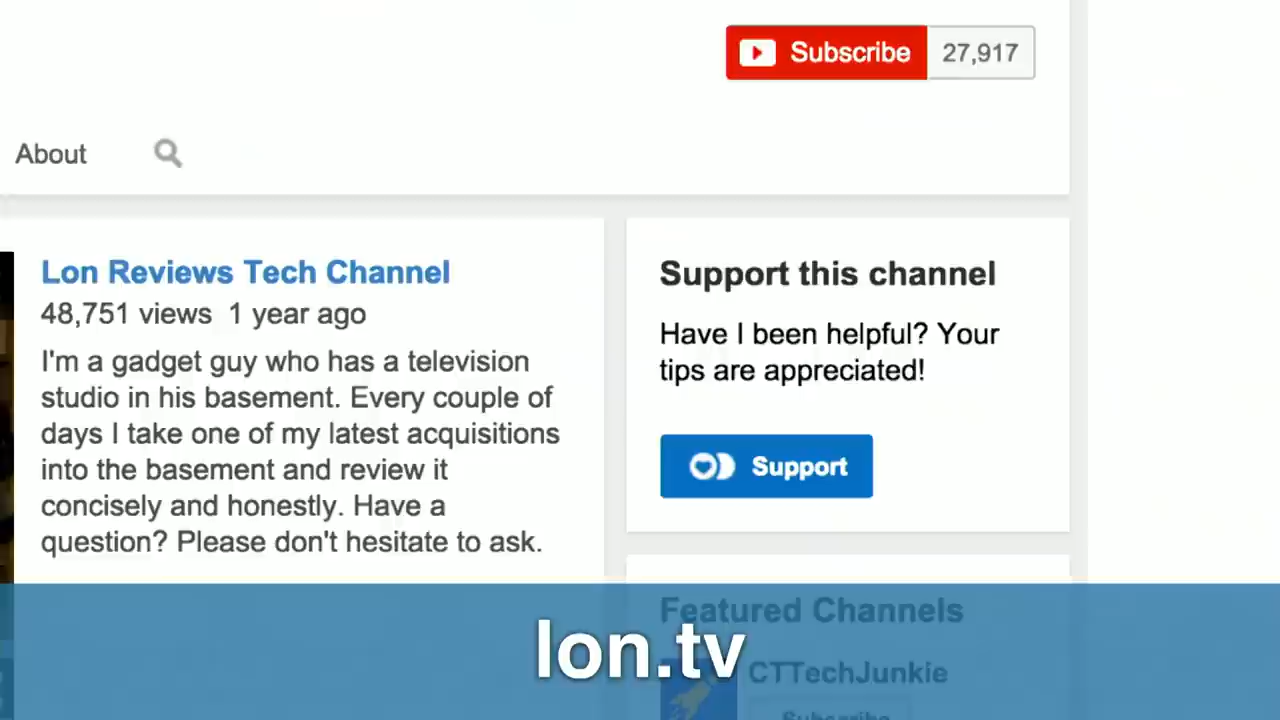 Subscribe 27,917
About
Lon Reviews Tech Channel
48,751 views 1 year ago
I'm a gadget guy who has a television
studio in his basement. Every couple of
days I take one of my latest acquisitions
into the basement and review it
concisely and honestly. Have a
question? Please don't hesitate to ask.
Support this channel
Have I been helpful? Your
tips are appreciated!
Support
Featured Channels
lon.tv
CTTechJunkie
Subscribe